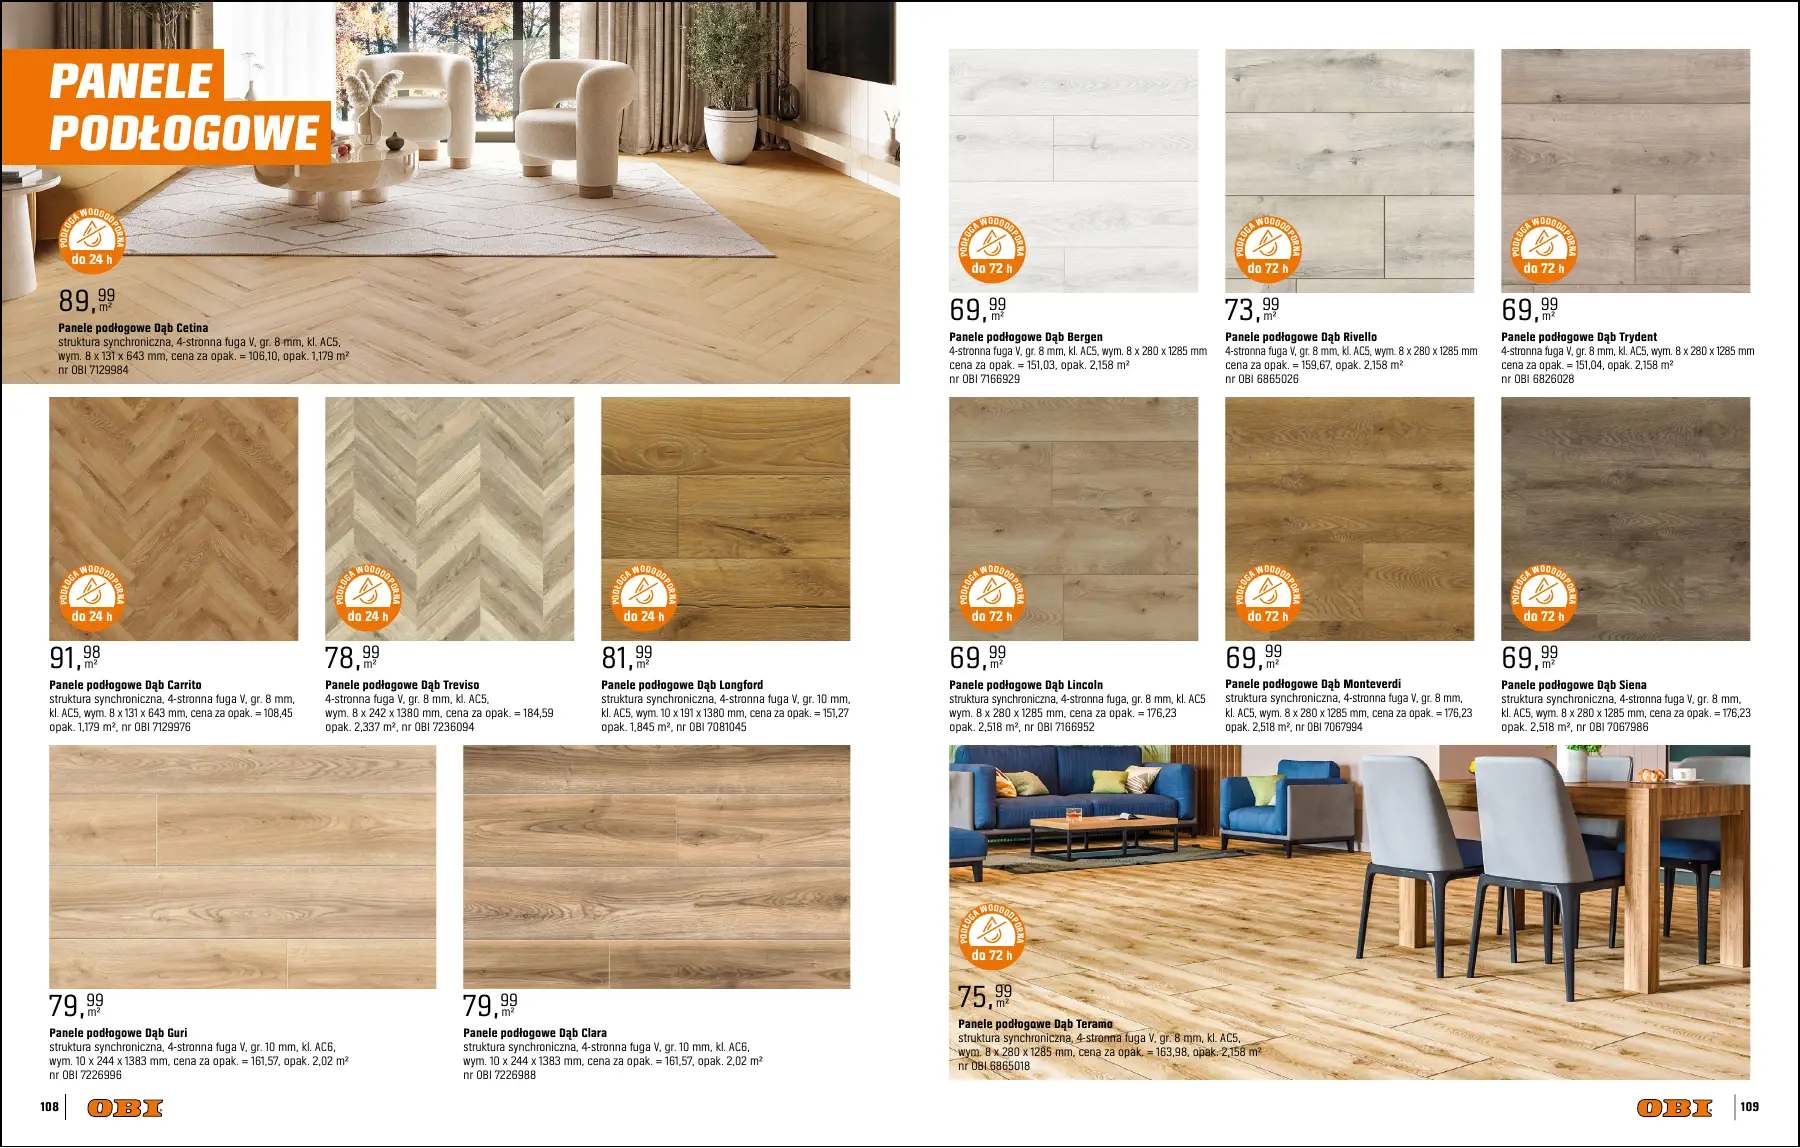 PANELE
PODŁOGOWE
PODŁOGA WODOODPORNA
do 24 h
89,99
m²
Panele podłogowe Dąb Cetina
struktura synchroniczna, 4-stronna fuga V, gr. 8 mm, kl. AC5,
wym. 8 x 131 x 643 mm, cena za opak. = 106,10, opak. 1,179 m²
nr OBI 7129984
PODŁOGA WODOODPORNA
do 24 h
91,98
m²
Panele podłogowe Dąb Carrito
struktura synchroniczna, 4-stronna fuga V, gr. 8 mm,
kl. AC5, wym. 8 x 131 x 643 mm, cena za opak. = 108,45
opak. 1,179 m², nr OBI 7129976
PODŁOGA WODOODPORNA
do 24 h
78,99
m²
Panele podłogowe Dąb Treviso
4-stronna fuga V, gr. 8 mm, kl. AC5,
wym. 8 x 242 x 1380 mm, cena za opak. = 184,59
opak. 2,337 m², nr OBI 7236094
PODŁOGA WODOODPORNA
do 24 h
81,99
m²
Panele podłogowe Dąb Longford
struktura synchroniczna, 4-stronna fuga V, gr. 10 mm,
kl. AC5, wym. 10 x 191 x 1380 mm, cena za opak. = 151,27
opak. 1,845 m², nr OBI 7081045
79,99
m²
Panele podłogowe Dąb Guri
struktura synchroniczna, 4-stronna fuga V, gr. 10 mm, kl. AC6,
wym. 10 x 244 x 1383 mm, cena za opak. = 161,57, opak. 2,02 m²
nr OBI 7226996
79,99
m²
Panele podłogowe Dąb Clara
struktura synchroniczna, 4-stronna fuga V, gr. 10 mm, kl. AC6,
wym. 10 x 244 x 1383 mm, cena za opak. = 161,57, opak. 2,02 m²
nr OBI 7226988
108
OBI
PODŁOGA WODOODPORNA
do 72 h
69,99
m²
Panele podłogowe Dąb Bergen
4-stronna fuga V, gr. 8 mm, kl. AC5, wym. 8 x 280 x 1285 mm
cena za opak. = 151,03, opak. 2,158 m²
nr OBI 7166929
PODŁOGA WODOODPORNA
do 72 h
73,99
m²
Panele podłogowe Dąb Rivello
4-stronna fuga V, gr. 8 mm, kl. AC5, wym. 8 x 280 x 1285 mm
cena za opak. = 159,67, opak. 2,158 m²
nr OBI 6865026
PODŁOGA WODOODPORNA
do 72 h
69,99
m²
Panele podłogowe Dąb Trydent
4-stronna fuga V, gr. 8 mm, kl. AC5, wym. 8 x 280 x 1285 mm
cena za opak. = 151,04, opak. 2,158 m²
nr OBI 6826028
PODŁOGA WODOODPORNA
do 72 h
69,99
m²
Panele podłogowe Dąb Lincoln
struktura synchroniczna, 4-stronna fuga, gr. 8 mm, kl. AC5
wym. 8 x 280 x 1285 mm, cena za opak. = 176,23
opak. 2,518 m², nr OBI 7166952
PODŁOGA WODOODPORNA
do 72 h
69,99
m²
Panele podłogowe Dąb Monteverdi
struktura synchroniczna, 4-stronna fuga V, gr. 8 mm,
kl. AC5, wym. 8 x 280 x 1285 mm, cena za opak. = 176,23
opak. 2,518 m², nr OBI 7067994
PODŁOGA WODOODPORNA
do 72 h
69,99
m²
Panele podłogowe Dąb Siena
struktura synchroniczna, 4-stronna fuga V, gr. 8 mm,
kl. AC5, wym. 8 x 280 x 1285 mm, cena za opak. = 176,23
opak. 2,518 m², nr OBI 7067986
PODŁOGA WODOODPORNA
do 72 h
75,99
m²
Panele podłogowe Dąb Teramo
struktura synchroniczna, 4-stronna fuga V, gr. 8 mm, kl. AC5,
wym. 8 x 280 x 1285 mm, cena za opak. = 163,98, opak. 2,158 m²
nr OBI 6865018
OBI
109